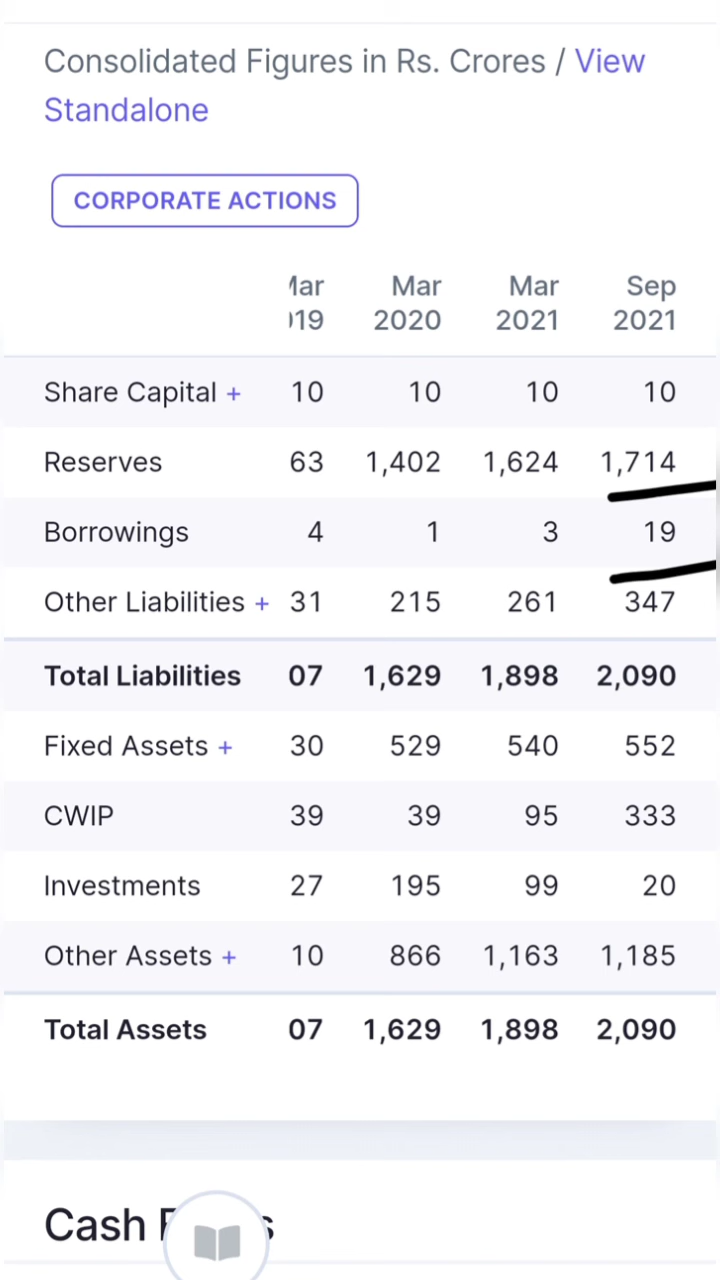 Consolidated Figures in Rs. Crores / View
Standalone
CORPORATE ACTIONS
Mar Mar Sep
2020 2021 2021
Share Capital + 10 10 10 10
Reserves 63 1,402 1,624 1,714
Borrowings 4 1 3 19
Other Liabilities + 31 215 261 347
Total Liabilities 07 1,629 1,898 2,090
Fixed Assets + 30 529 540 552
CWIP 39 39 95 333
Investments 27 195 99 20
Other Assets + 10 866 1,163 1,185
Total Assets 07 1,629 1,898 2,090
Cash